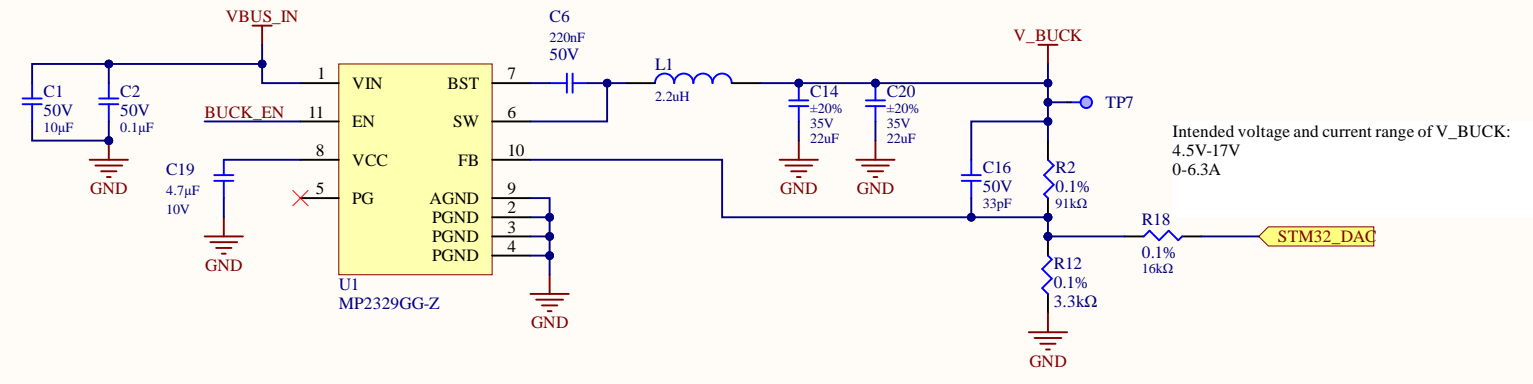 VBUS_IN
C1
50V
10µF
C2
50V
0.1µF
GND
BUCK_EN
C19
4.7µF
10V
GND
1
11
8
5
VIN
EN
VCC
PG
BST
SW
FB
AGND
PGND
PGND
PGND
7
6
10
9
2
3
4
U1
MP2329GG-Z
GND
C6
220nF
50V
L1
2.2uH
C14
±20%
35V
22uF
GND
C20
±20%
35V
22uF
GND
V_BUCK
TP7
C16
50V
33pF
R2
0.1%
91kΩ
R12
0.1%
3.3kΩ
GND
R18
0.1%
16kΩ
STM32_DAC
Intended voltage and current range of V_BUCK:
4.5V-17V
0-6.3A